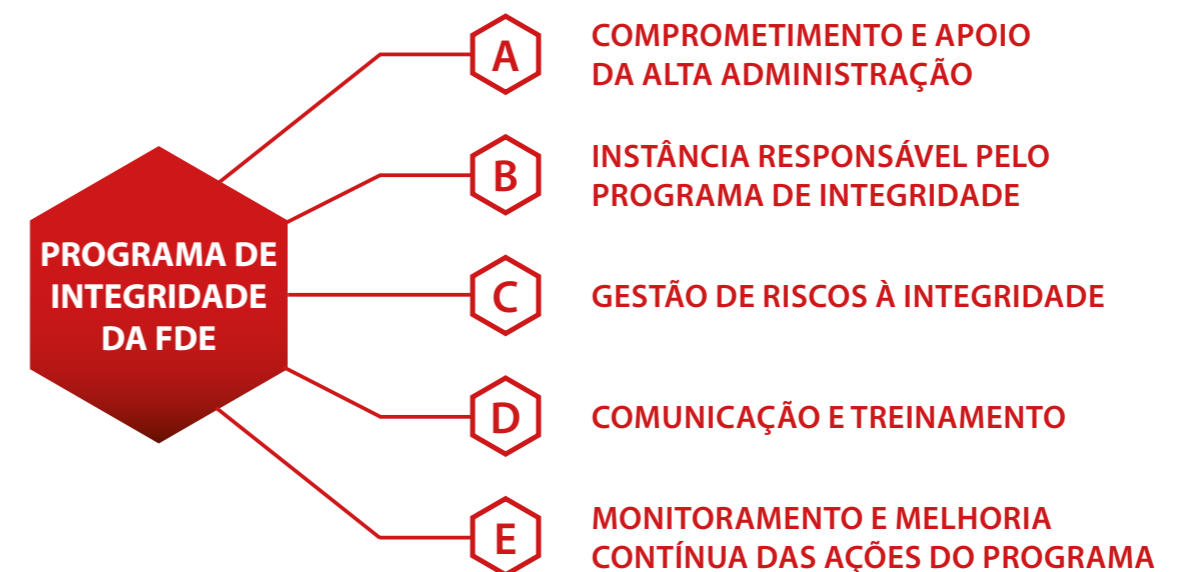 PROGRAMA DE
INTEGRIDADE
DA FDE
A
COMPROMETIMENTO E APOIO
DA ALTA ADMINISTRAÇÃO
B
INSTÂNCIA RESPONSÁVEL PELO
PROGRAMA DE INTEGRIDADE
C
GESTÃO DE RISCOS À INTEGRIDADE
D
COMUNICAÇÃO E TREINAMENTO
E
MONITORAMENTO E MELHORIA
CONTÍNUA DAS AÇÕES DO PROGRAMA